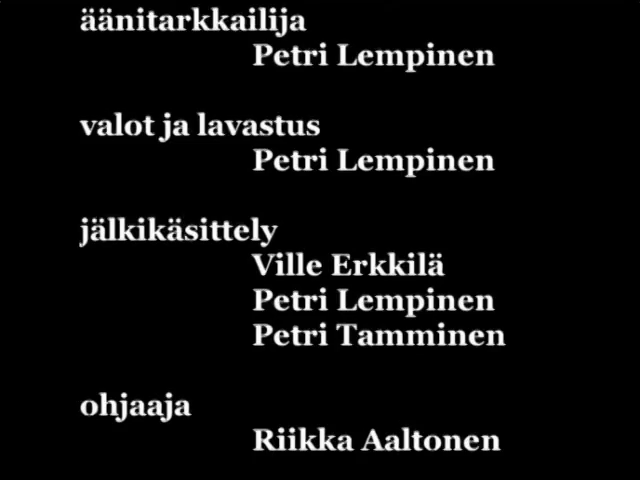 äänitarkkailija
Petri Lempinen
valot ja lavastus
Petri Lempinen
jälkikäsittely
Ville Erkkilä
Petri Lempinen
Petri Tamminen
ohjaaja
Riikka Aaltonen